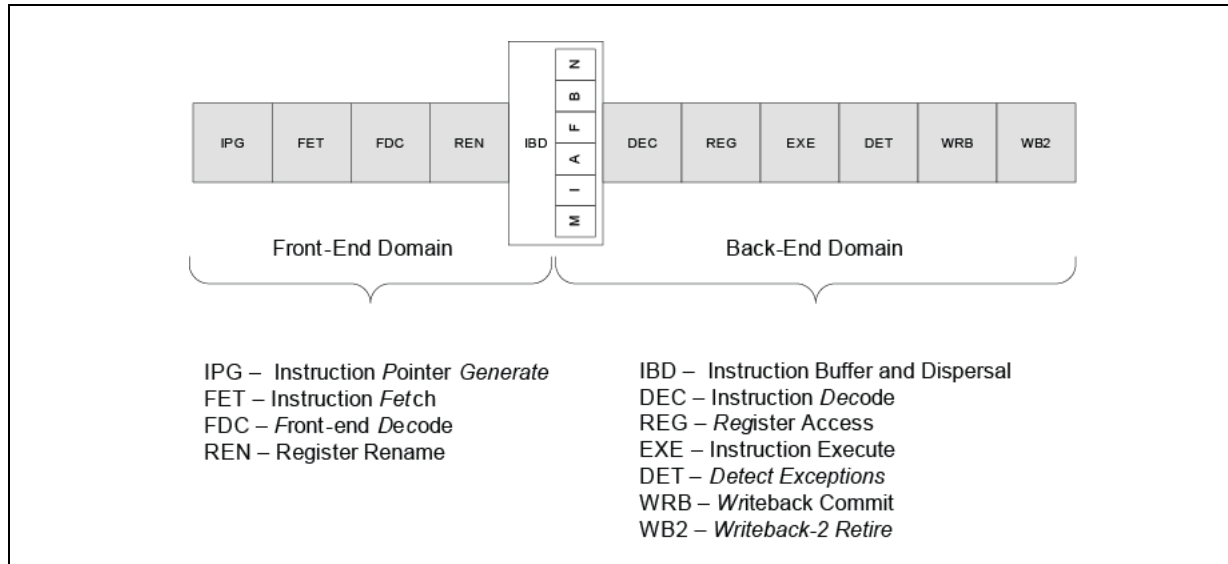 N
B
F
A
I
M
IPG FET FDC REN IBD DEC REG EXE DET WRB WB2
Front-End Domain
Back-End Domain
IPG – Instruction Pointer Generate
FET – Instruction Fetch
FDC – Front-end Decode
REN – Register Rename
IBD – Instruction Buffer and Dispersal
DEC – Instruction Decode
REG – Register Access
EXE – Instruction Execute
DET – Detect Exceptions
WRB – Writeback Commit
WB2 – Writeback-2 Retire